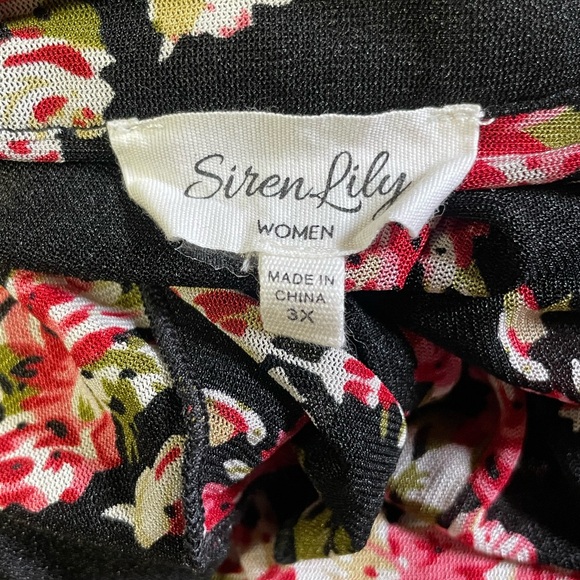 Siren Lily
WOMEN
MADE IN
CHINA
3X